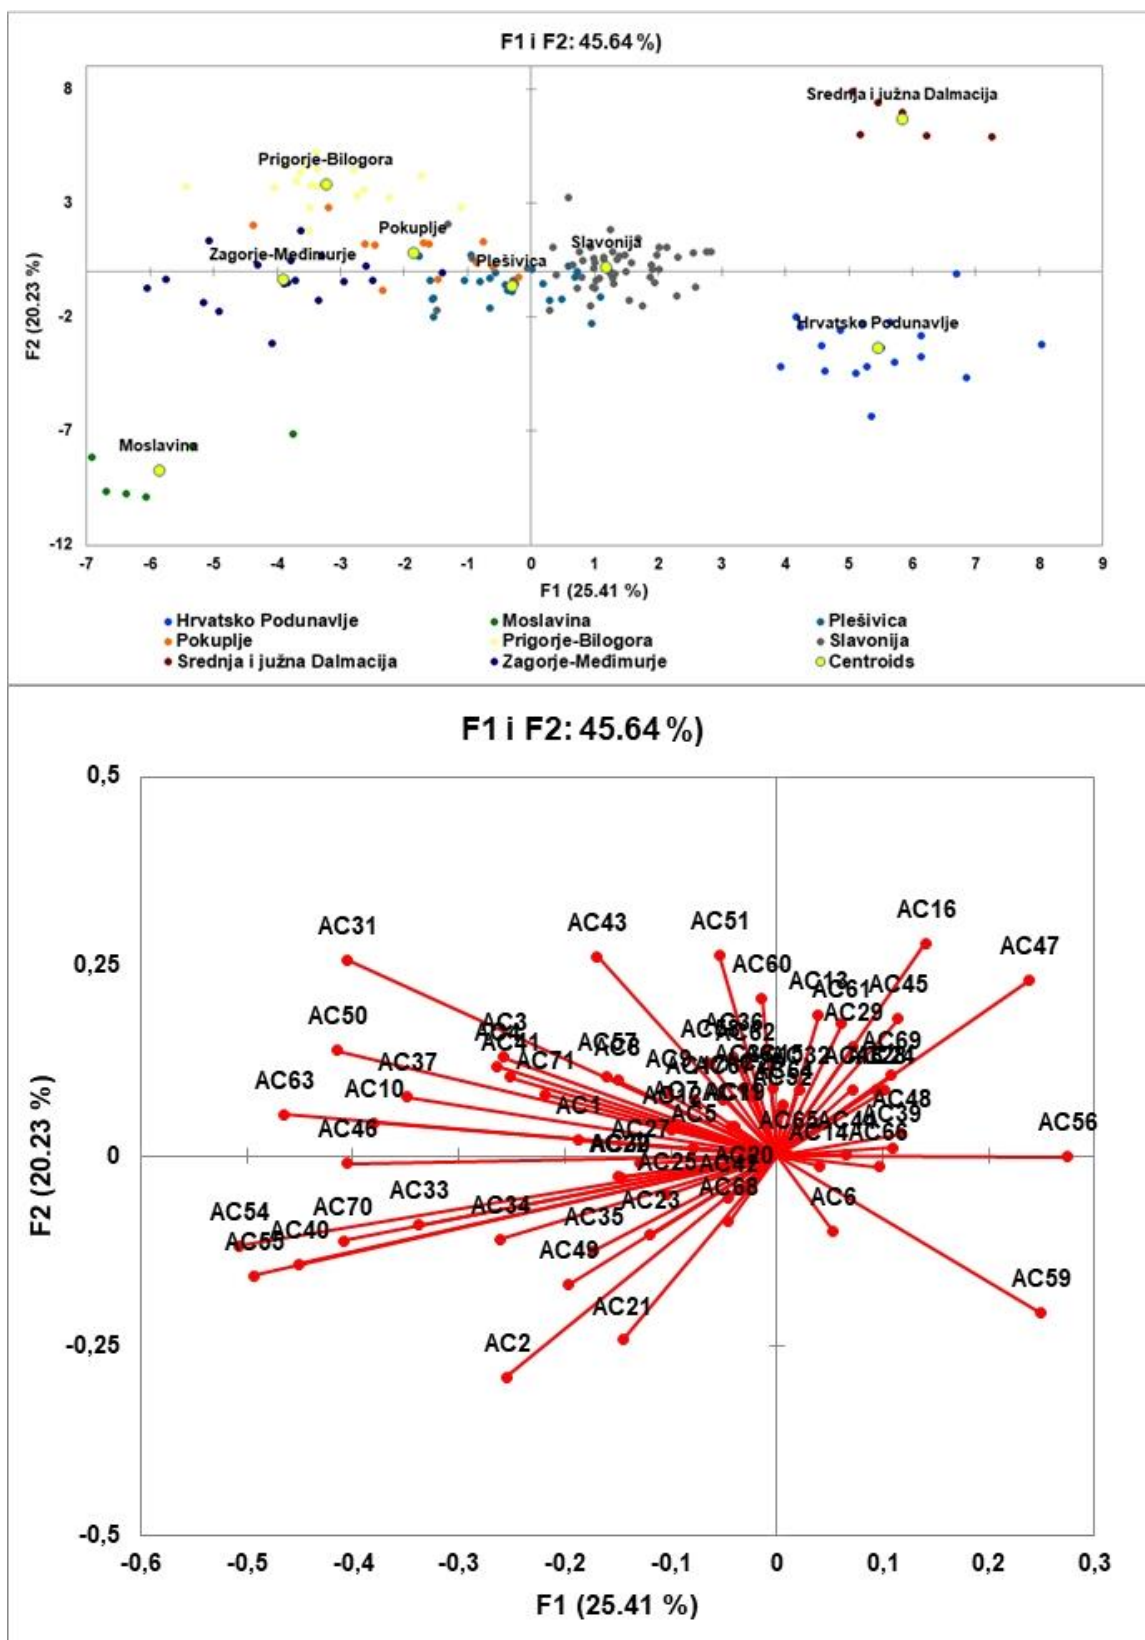 F1 i F2: 45.64 %)
8
Srednja i južna Dalmacija
Prigorje-Bilogora
3
Pokuplje
Slavonija
Zagorje-Međimurje
Plešivica
F2 (20.23 %)
-2
Hrvatsko Podunavlje
-7
Moslavina
-12
-7 -6 -5 -4 -3 -2 -1 0 1 2 3 4 5 6 7 8 9
F1 (25.41 %)
Hrvatsko Podunavlje Moslavina Plešivica
Pokuplje Prigorje-Bilogora Slavonija
Srednja i južna Dalmacija Zagorje-Međimurje Centroids
F1 i F2: 45.64 %)
0,5
AC16
AC31 AC43 AC51
AC47
0,25
AC60
AC13
AC45
AC61
AC50
AC3
AC36
AC29
AC41
AC57
AC37
AC71
AC69
AC63
AC10
AC1
AC5
AC48
AC39
AC56
AC46
AC27
AC65
AC14
AC66
F2 (20.23 %)
0
AC25
AC20
AC42
AC33
AC34
AC23
AC68
AC6
AC54
AC70
AC35
AC55
AC40
AC49
AC59
AC21
-0,25
AC2
-0,5
-0,6 -0,5 -0,4 -0,3 -0,2 -0,1 0 0,1 0,2 0,3
F1 (25.41 %)